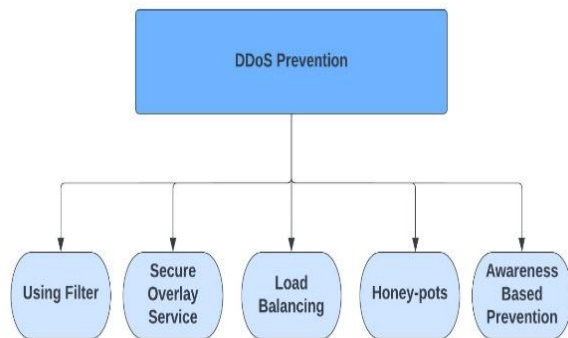 DDoS Prevention
Using Filter
Secure
Overlay
Service
Load
Balancing
Honey-pots
Awareness
Based
Prevention